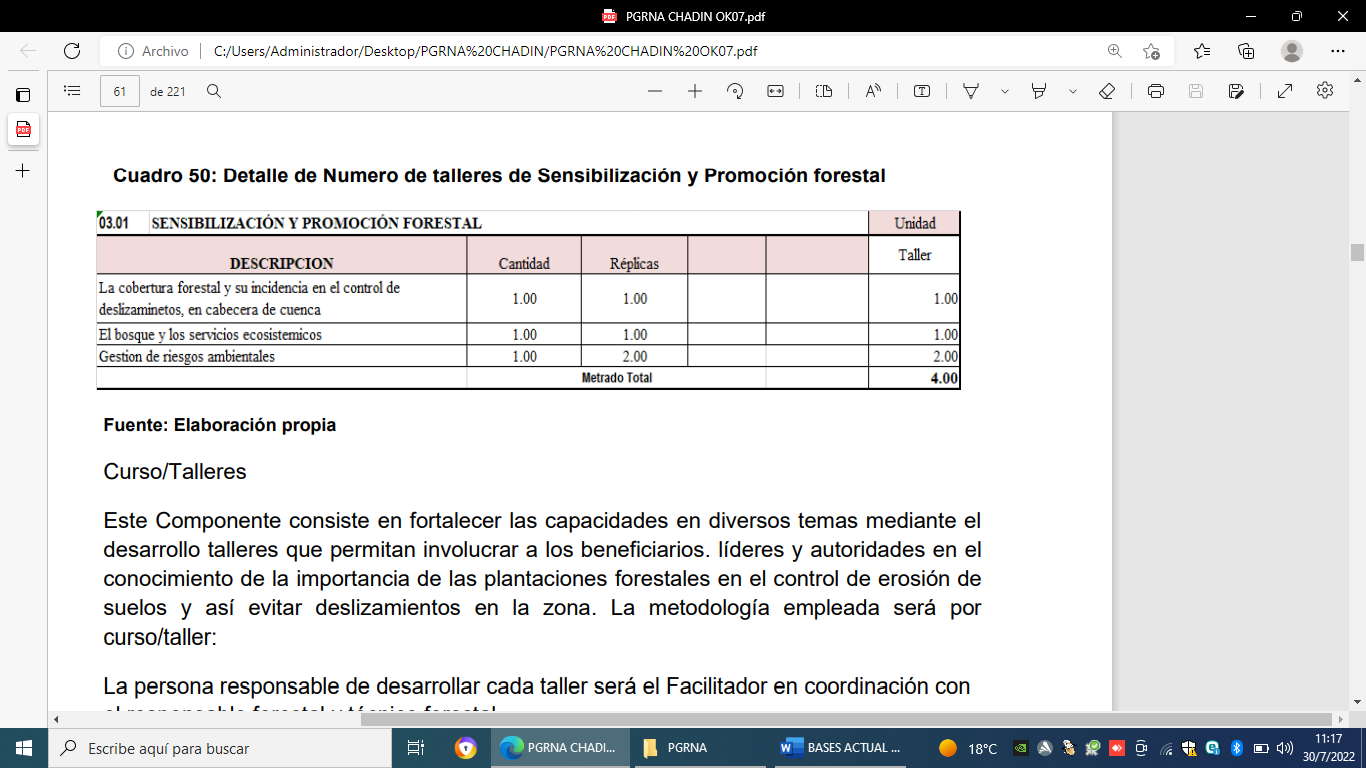 PGRNA CHADIN OK07.pdf
Archivo | C:/Users/Administrador/Desktop/PGRNA%20CHADIN/PGRNA%20CHADIN%20OK07.pdf
61 de 221
Cuadro 50: Detalle de Numero de talleres de Sensibilización y Promoción forestal
03.01 SENSIBILIZACIÓN Y PROMOCIÓN FORESTAL Unidad
DESCRIPCION Cantidad Réplicas Taller
La cobertura forestal y su incidencia en el control de
deslizaminetos, en cabecera de cuenca 1.00 1.00 1.00
El bosque y los servicios ecosistemicos 1.00 1.00 1.00
Gestion de riesgos ambientales 1.00 2.00 2.00
Metrado Total 4.00
Fuente: Elaboración propia
Curso/Talleres
Este Componente consiste en fortalecer las capacidades en diversos temas mediante el
desarrollo talleres que permitan involucrar a los beneficiarios. líderes y autoridades en el
conocimiento de la importancia de las plantaciones forestales en el control de erosión de
suelos y así evitar deslizamientos en la zona. La metodología empleada será por
curso/taller:
La persona responsable de desarrollar cada taller será el Facilitador en coordinación con
el responsable forestal y técnico forestal
Escribe aquí para buscar
PGRNA CHADI...
PGRNA
BASES ACTUAL ...
18°C
11:17
30/7/2022